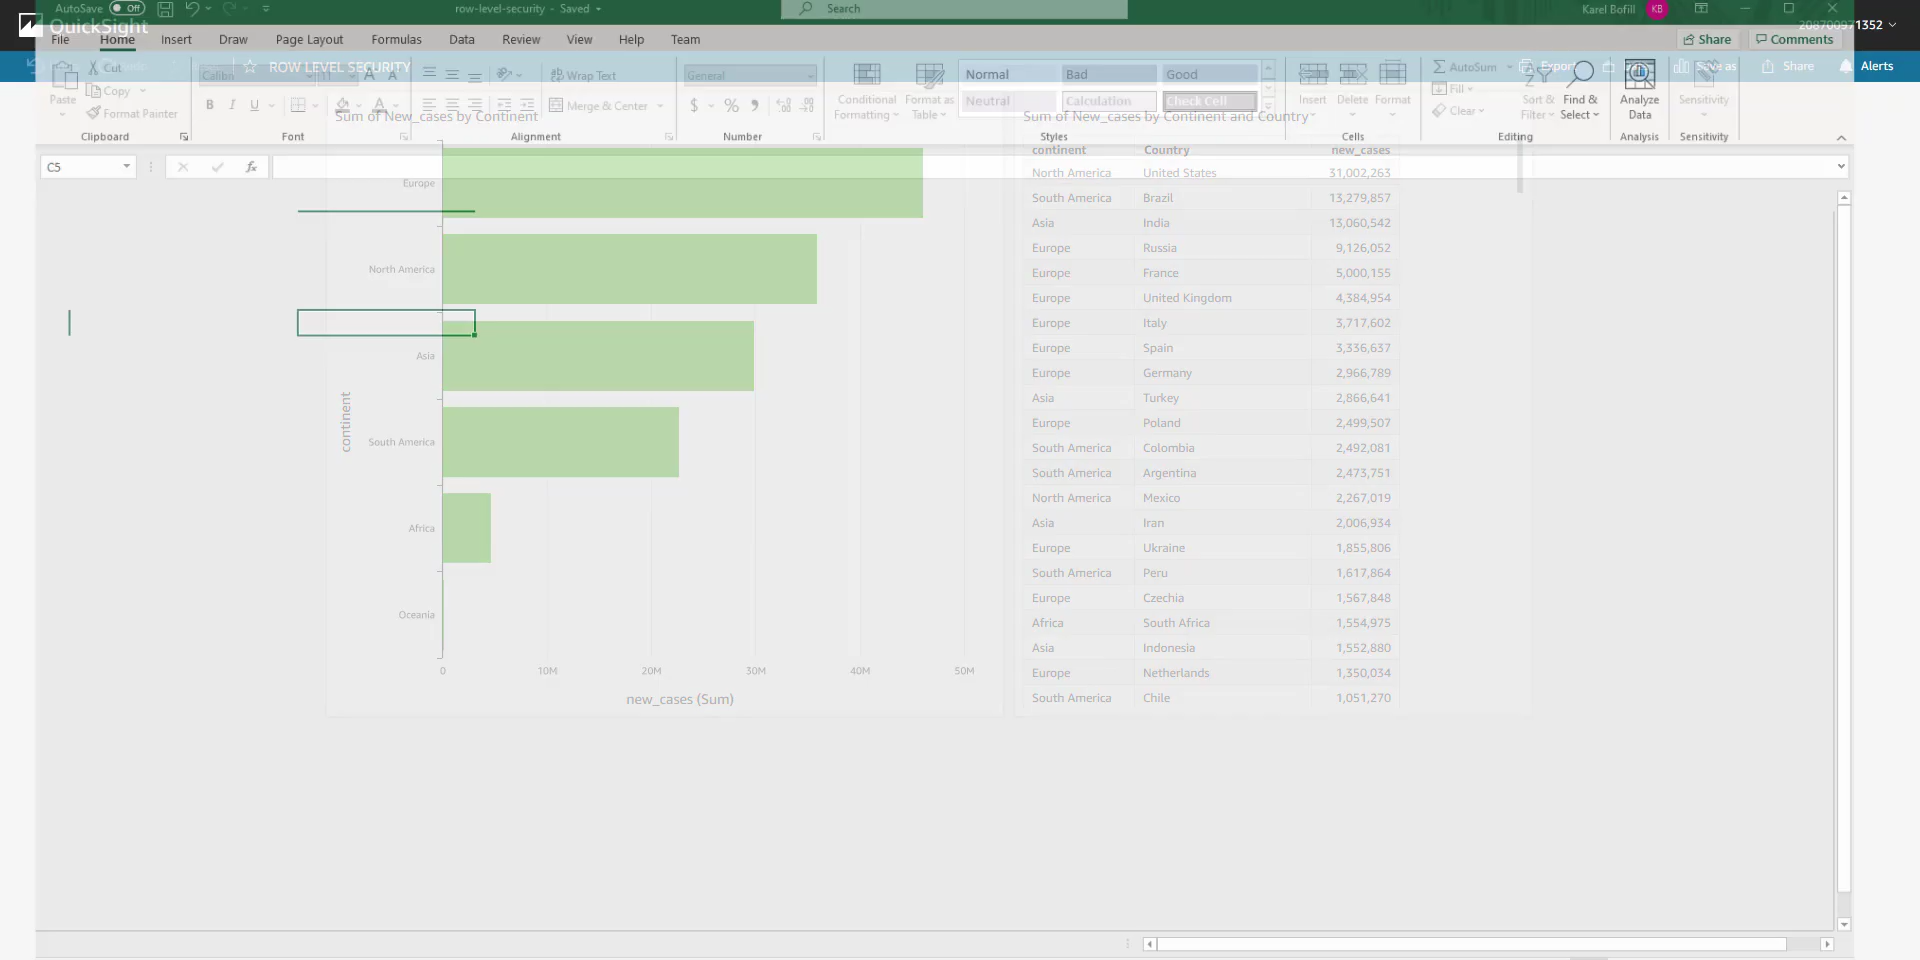 AutoSave Off row-level-security - Saved Search Karel Bofill KB
QuickSight 208700971352
File Home Insert Draw Page Layout Formulas Data Review View Help Team Share Comments
ROW LEVEL SECURITY Export Save as Share Alerts
Paste Cut Copy Format Painter
Calibri 11 A A
B I U A
Wrap Text
Merge & Center
General
$ %
Conditional Formatting Format as Table
Normal Bad Good
Neutral Calculation Check Cell
Insert Delete Format
AutoSum
Fill
Clear
Sort & Filter Find & Select
Analyze Data
Sensitivity
Clipboard Font Alignment Number Styles Cells Editing Analysis Sensitivity
C5 fx
Sum of New_cases by Continent
continent
Europe
North America
Asia
South America
Africa
Oceania
0 10M 20M 30M 40M 50M
new_cases (Sum)
Sum of New_cases by Continent and Country
continent Country new_cases
North America United States 31,002,263
South America Brazil 13,279,857
Asia India 13,060,542
Europe Russia 9,126,052
Europe France 5,000,155
Europe United Kingdom 4,384,954
Europe Italy 3,717,602
Europe Spain 3,336,637
Europe Germany 2,966,789
Asia Turkey 2,866,641
Europe Poland 2,499,507
South America Colombia 2,492,081
South America Argentina 2,473,751
North America Mexico 2,267,019
Asia Iran 2,006,934
Europe Ukraine 1,855,806
South America Peru 1,617,864
Europe Czechia 1,567,848
Africa South Africa 1,554,975
Asia Indonesia 1,552,880
Europe Netherlands 1,350,034
South America Chile 1,051,270